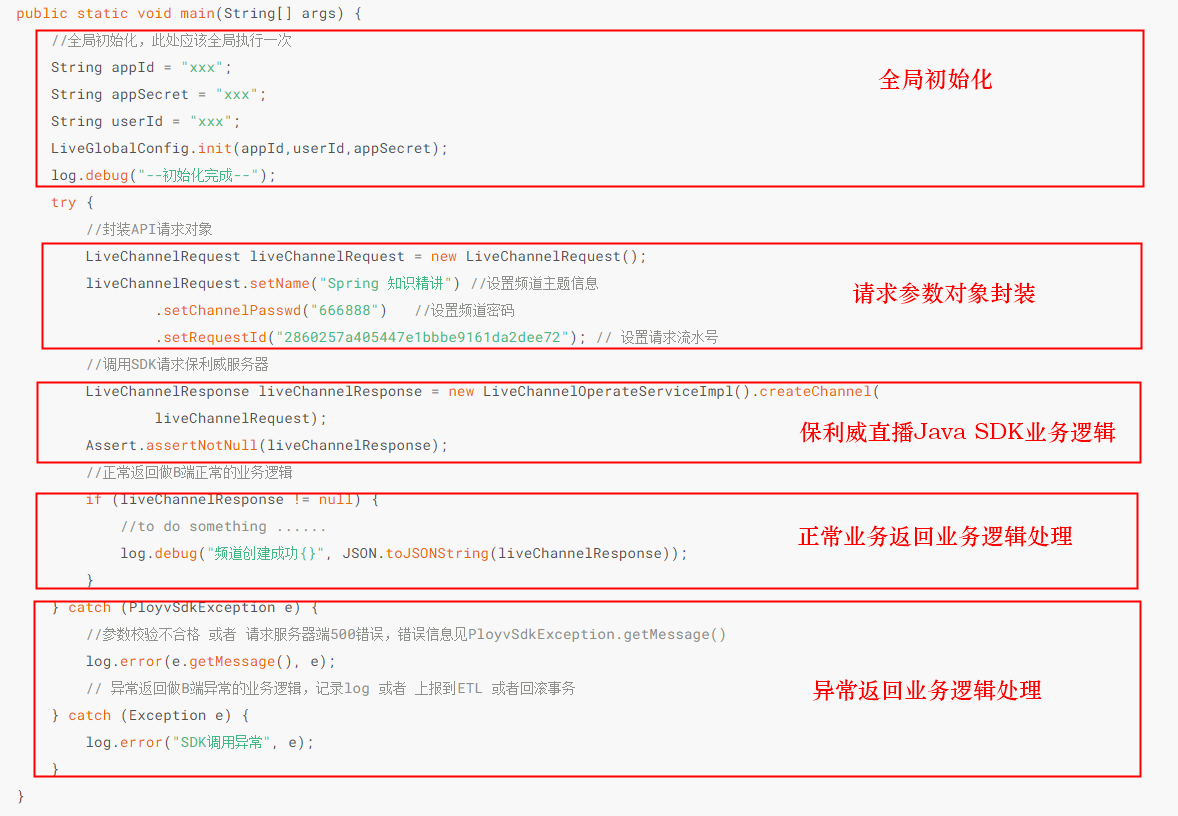 public static void main(String[] args) {
//全局初始化，此处应该全局执行一次
String appId = "xxx";
全局初始化
String appSecret = "xxx";
String userId = "xxx";
LiveGlobalConfig.init(appId,userId,appSecret);
log.debug("--初始化完成--");
try {
//封装API请求对象
LiveChannelRequest liveChannelRequest = new LiveChannelRequest();
liveChannelRequest.setName("Spring 知识精讲") //设置频道主题信息
请求参数对象封装
.setChannelPasswd("666888") //设置频道密码
.setRequestId("2860257a405447e1bbbe9161da2dee72"); // 设置请求流水号
//调用SDK请求保利威服务器
LiveChannelResponse liveChannelResponse = new LiveChannelOperateServiceImpl().createChannel(
liveChannelRequest);
保利威直播Java SDK业务逻辑
Assert.assertNotNull(liveChannelResponse);
//正常返回做B端正常的业务逻辑
if (liveChannelResponse != null) {
//to do something ......
正常业务返回业务逻辑处理
log.debug("频道创建成功{}", JSON.toJSONString(liveChannelResponse));
}
} catch (PloyvSdkException e) {
//参数校验不合格 或者 请求服务器端500错误，错误信息见PloyvSdkException.getMessage()
log.error(e.getMessage(), e);
// 异常返回做B端异常的业务逻辑，记录log 或者 上报到ETL 或者回滚事务
异常返回业务逻辑处理
} catch (Exception e) {
log.error("SDK调用异常", e);
}
}